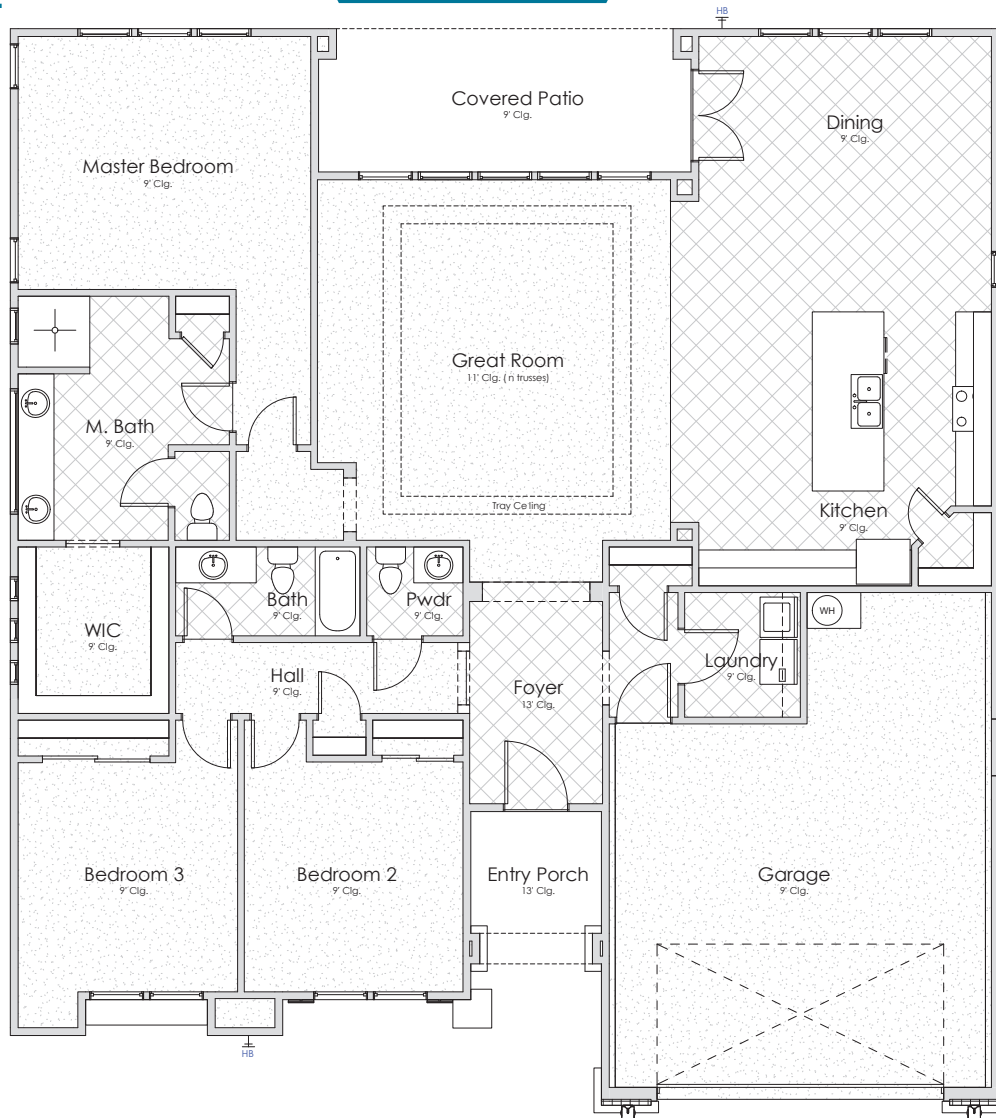 HB
Covered Patio
9' Clg.
Dining
9' Clg.
Master Bedroom
9' Clg.
Great Room
11' Clg. ( n trusses)
M. Bath
9' Clg.
Tray Ce ling
Kitchen
9' Clg.
Bath
9' Clg.
Pwdr
9' Clg.
WH
WIC
9' Clg.
Hall
9' Clg.
Foyer
13' Clg.
Laundry
9' Clg.
Bedroom 3
9' Clg.
Bedroom 2
9' Clg.
Entry Porch
13' Clg.
Garage
9' Clg.
HB